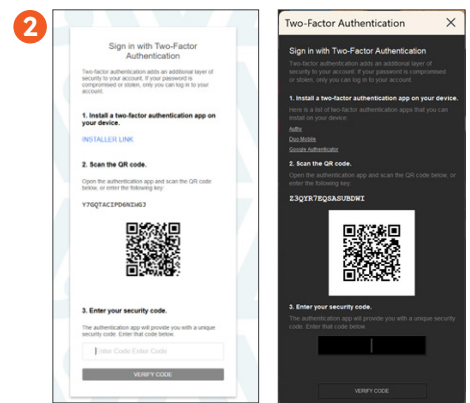 2
Sign in with Two-Factor
Authentication
Two-factor authentication adds an additional layer of
security to your account. If your password is
compromised or stolen, only you can log in to your
account.
1. Install a two-factor authentication app on
your device.
INSTALLER LINK
2. Scan the QR code.
Open the authentication app and scan the QR code
below, or enter the following key:
Y7GQTACIPD6NIWGJ
3. Enter your security code.
The authentication app will provide you with a unique
security code. Enter that code below.
Enter Code Enter Code
VERIFY CODE
Two-Factor Authentication
Sign in with Two-Factor Authentication
Two-factor authentication adds an additional layer of
security to your account. If your password is compromised
or stolen, only you can log in to your account
1. Install a two-factor authentication app on your device.
Here is a list of two-factor authentication apps that you can
install on your device:
Authy
Duo Mobile
Google Authenticator
2. Scan the QR code.
Open the authentication app and scan the QR code below, or
enter the following key:
Z3QYR7EQSASUBDWI
3. Enter your security code.
The authentication app will provide you with a unique security
code. Enter that code below.
VERIFY CODE